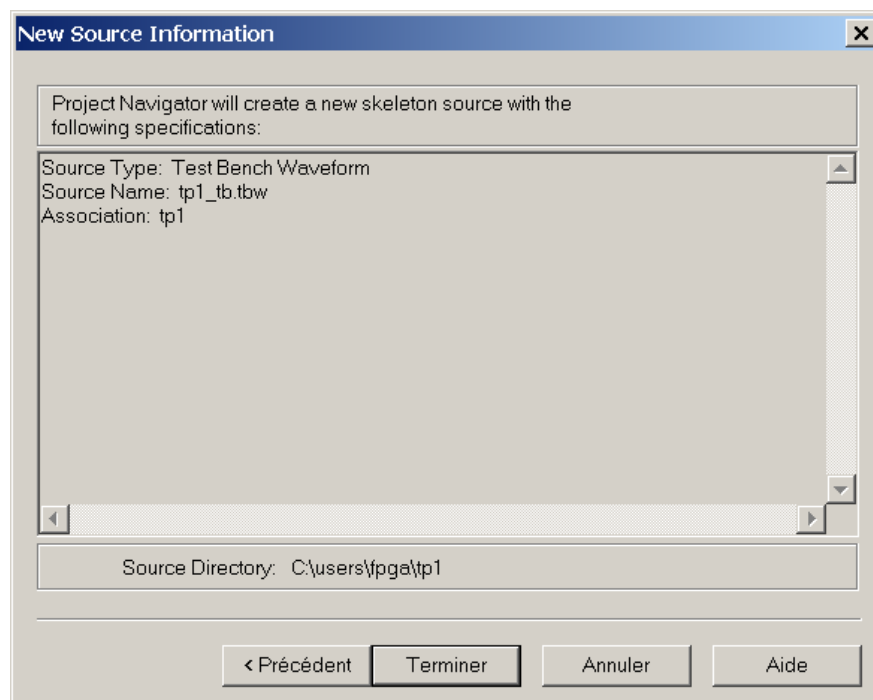 New Source Information
Project Navigator will create a new skeleton source with the
following specifications:
Source Type: Test Bench Waveform
Source Name: tp1_tb.tbw
Association: tp1
Source Directory: C:\users\fpga\tp1
< Précédent
Terminer
Annuler
Aide